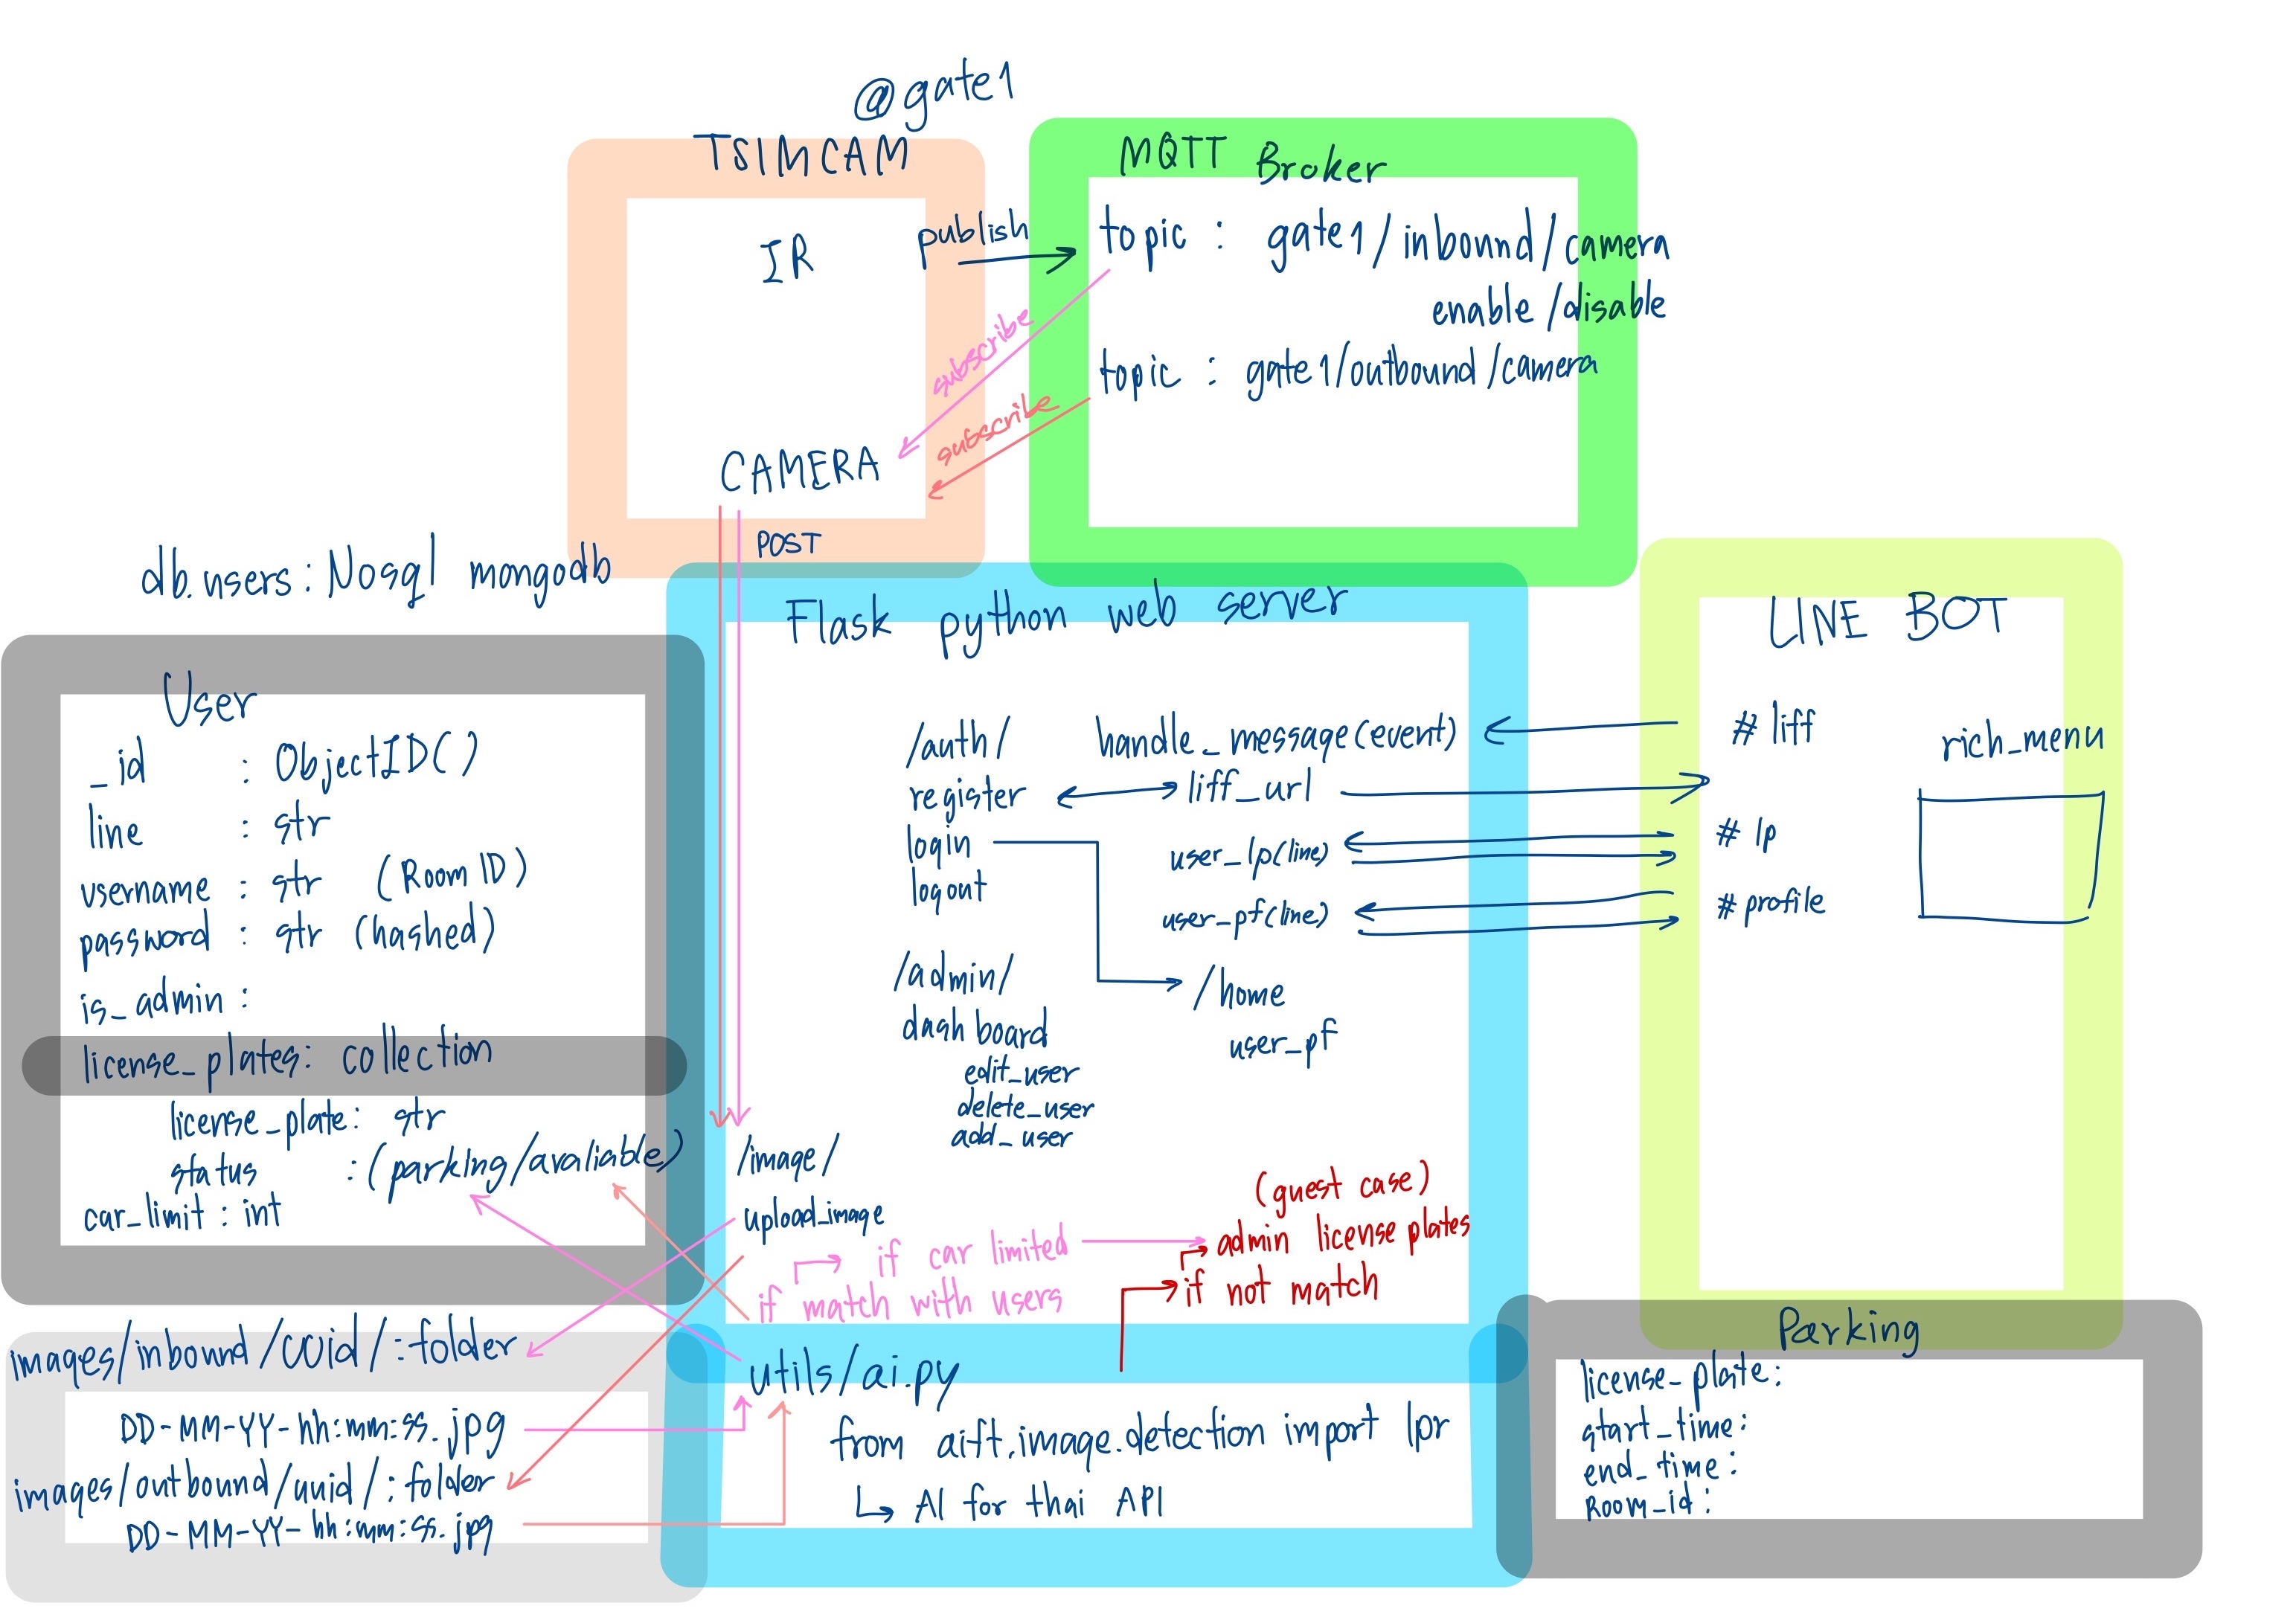 @gate1
TSIMCAM
IR
publish
subscribe
subscribe
CAMERA
POST
MQTT Broker
topic : gate1/inbound/camera
enable/disable
topic : gate1/outbound/camera
db.users: Nosql mongodb
User
_id : ObjectID()
line : str
username : str (Room ID)
password : str (hashed)
is_admin :
license_plates: collection
license_plate: str
status :(parking/avaliable)
car_limit : int
images/inbound/uuid/:folder
DD-MM-YY-hh:mm:ss.jpg
images/outbound/uuid/:folder
DD-MM-YY-hh:mm:ss.jpg
Flask python web server
/auth/
register
login
logout
handle_message(event)
liff_url
user_lp(line)
user_pf(line)
/home
user_pf
/admin/
dashboard
edit_user
delete_user
add_user
/image/
upload_image
if car limited
if match with users
(guest case)
admin license plates
if not match
utils/ai.py
from aift.image.detection import lpr
↳ AI for thai API
LINE BOT
# liff
rich_menu
# lp
# profile
Parking
license_plate:
start_time:
end_time:
Room_id: